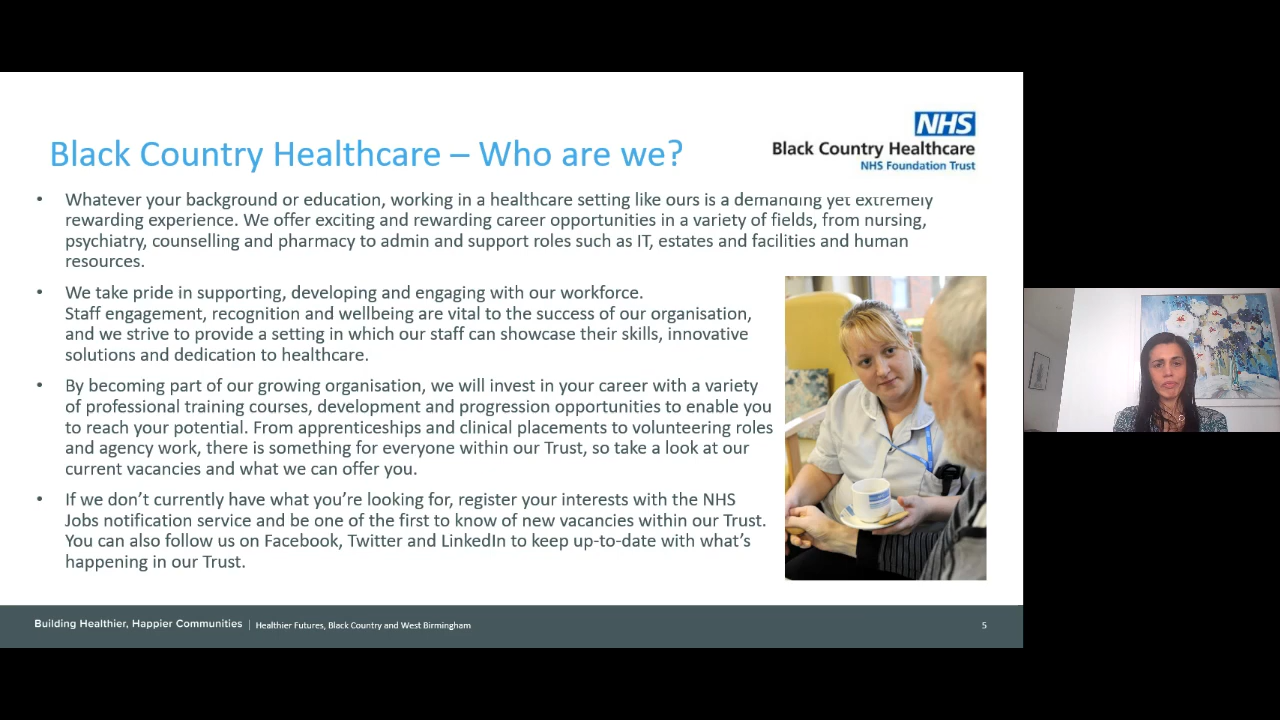 NHS
Black Country Healthcare
NHS Foundation Trust
Black Country Healthcare – Who are we?
• Whatever your background or education, working in a healthcare setting like ours is a demanding yet extremely
rewarding experience. We offer exciting and rewarding career opportunities in a variety of fields, from nursing,
psychiatry, counselling and pharmacy to admin and support roles such as IT, estates and facilities and human
resources.
• We take pride in supporting, developing and engaging with our workforce.
Staff engagement, recognition and wellbeing are vital to the success of our organisation,
and we strive to provide a setting in which our staff can showcase their skills, innovative
solutions and dedication to healthcare.
• By becoming part of our growing organisation, we will invest in your career with a variety
of professional training courses, development and progression opportunities to enable you
to reach your potential. From apprenticeships and clinical placements to volunteering roles
and agency work, there is something for everyone within our Trust, so take a look at our
current vacancies and what we can offer you.
• If we don’t currently have what you’re looking for, register your interests with the NHS
Jobs notification service and be one of the first to know of new vacancies within our Trust.
You can also follow us on Facebook, Twitter and LinkedIn to keep up-to-date with what’s
happening in our Trust.
Building Healthier, Happier Communities | Healthier Futures, Black Country and West Birmingham
5